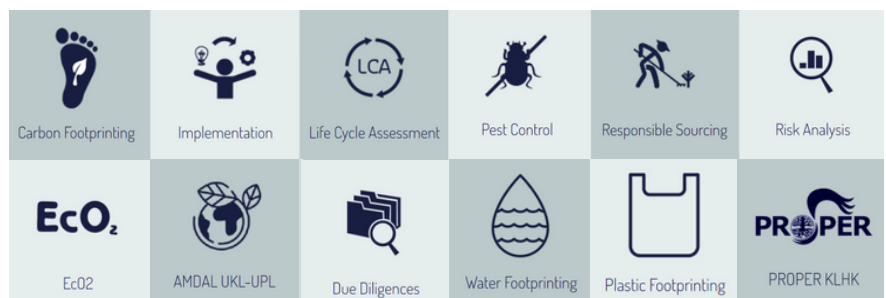 LCA
Carbon Footprinting
Implementation
Life Cycle Assessment
Pest Control
Responsible Sourcing
Risk Analysis
EcO₂
PROPER
EcO2
AMDAL UKL-UPL
Due Diligences
Water Footprinting
Plastic Footprinting
PROPER KLHK